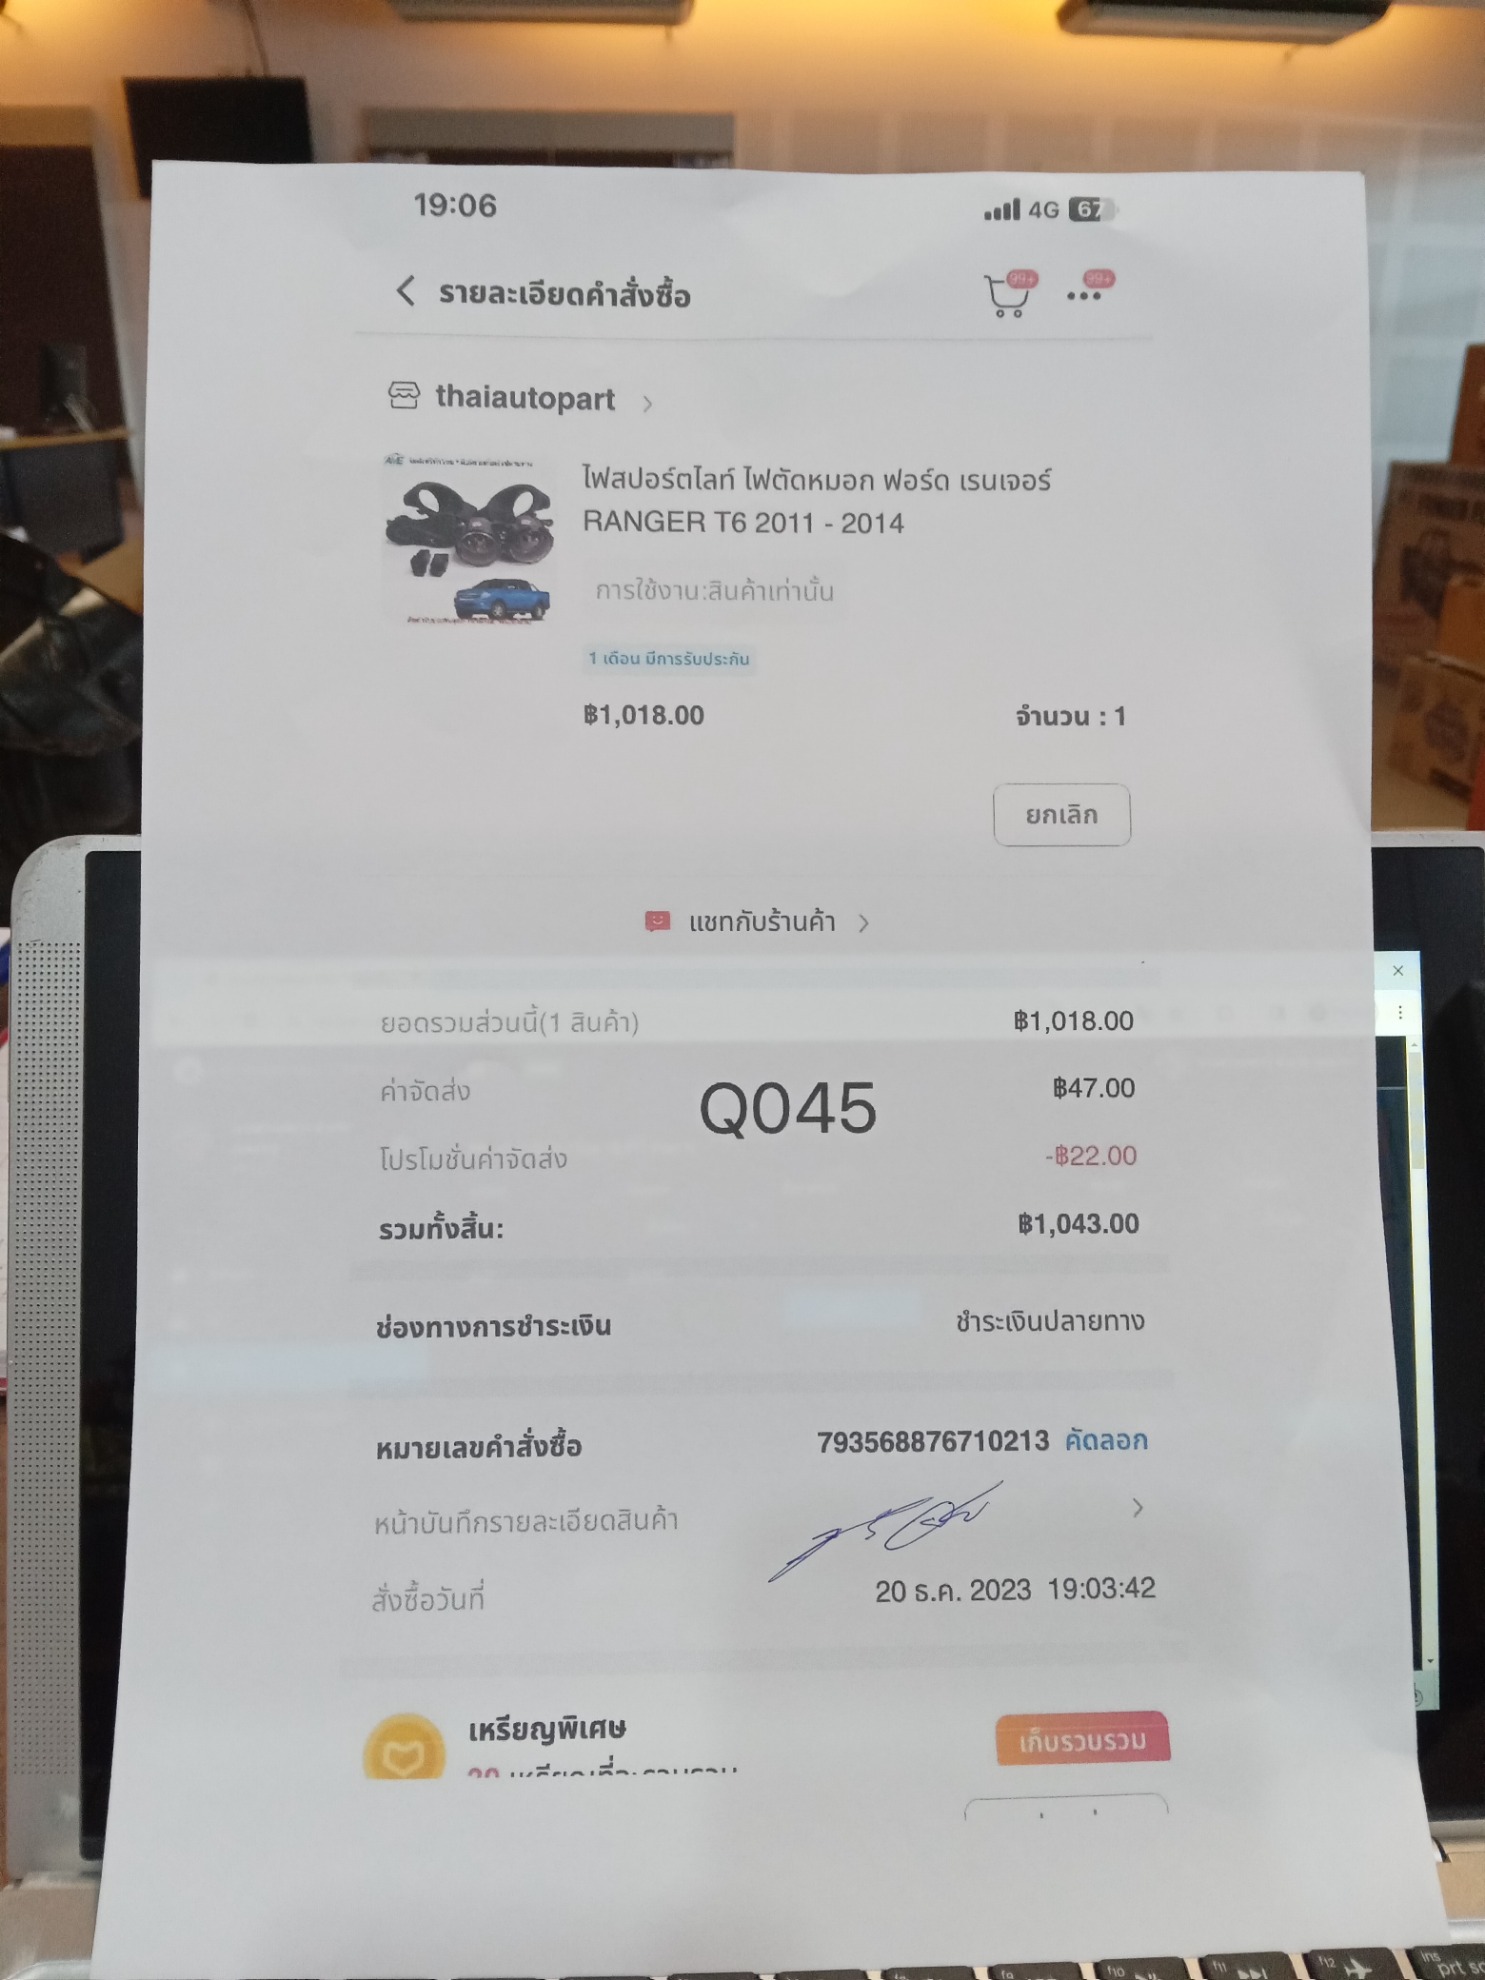 19:06
4G 67
รายละเอียดคำสั่งซื้อ
99+ 99+
thaiautopart
ไฟสปอร์ตไลท์ ไฟตัดหมอก ฟอร์ด เรนเจอร์
RANGER T6 2011 - 2014
การใช้งาน:สินค้าเท่านั้น
1 เดือน มีการรับประกัน
฿1,018.00 จำนวน : 1
ยกเลิก
แชทกับร้านค้า
ยอดรวมส่วนนี้(1 สินค้า) ฿1,018.00
ค่าจัดส่ง ฿47.00
Q045
โปรโมชั่นค่าจัดส่ง -฿22.00
รวมทั้งสิ้น: ฿1,043.00
ช่องทางการชำระเงิน ชำระเงินปลายทาง
หมายเลขคำสั่งซื้อ 793568876710213 คัดลอก
หน้าบันทึกรายละเอียดสินค้า
สั่งซื้อวันที่ 20 ธ.ค. 2023 19:03:42
เหรียญพิเศษ
เก็บรวบรวม
f10
f11
f12
ins
prt sc